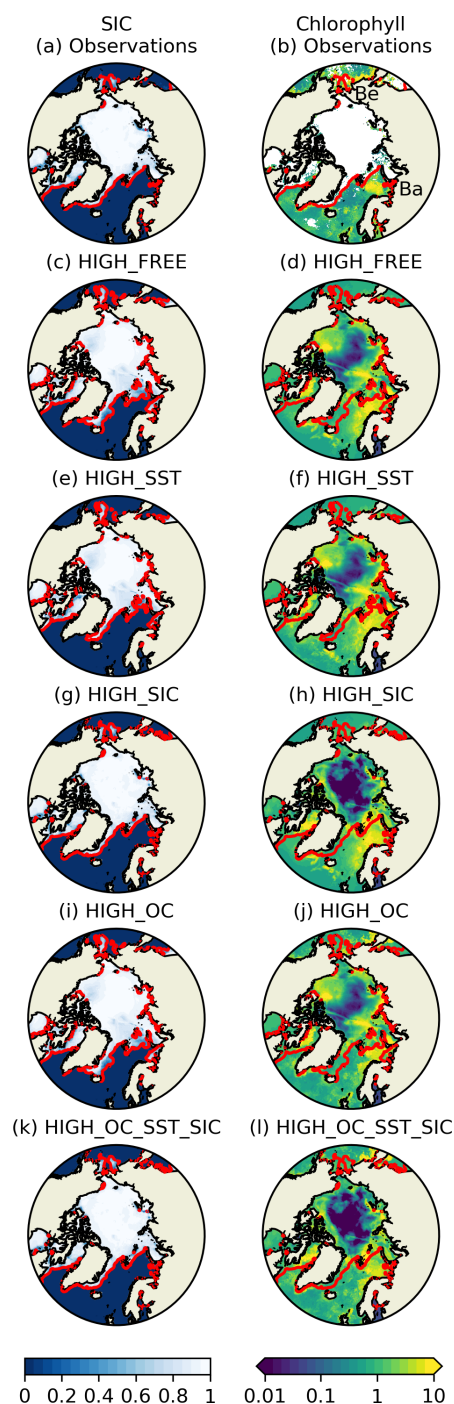 SIC
(a) Observations
Chlorophyll
(b) Observations
Be
Ba
(c) HIGH_FREE
(d) HIGH_FREE
(e) HIGH_SST
(f) HIGH_SST
(g) HIGH_SIC
(h) HIGH_SIC
(i) HIGH_OC
(j) HIGH_OC
(k) HIGH_OC_SST_SIC
(l) HIGH_OC_SST_SIC
0 0.2 0.4 0.6 0.8 1
0.01 0.1 1 10